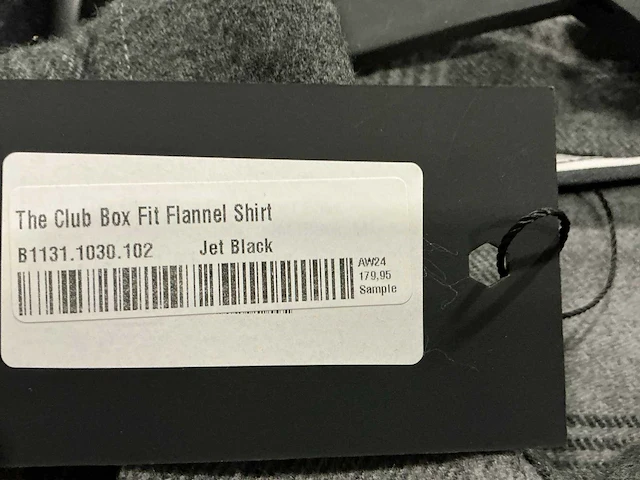 The Club Box Fit Flannel Shirt
B1131.1030.102 Jet Black
AW24
179,95
Sample